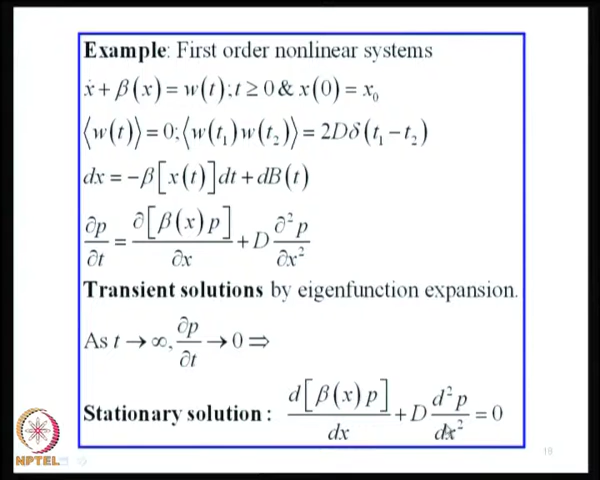 Example: First order nonlinear systems
ẋ + β(x) = w(t); t ≥ 0 & x(0) = x₀
⟨w(t)⟩ = 0; ⟨w(t₁)w(t₂)⟩ = 2Dδ(t₁ − t₂)
dx = −β[x(t)]dt + dB(t)
∂p/∂t = ∂[β(x)p]/∂x + D ∂²p/∂x²
Transient solutions by eigenfunction expansion.
As t → ∞, ∂p/∂t → 0 ⇒
Stationary solution : d[β(x)p]/dx + D d²p/dx² = 0
NPTEL
19